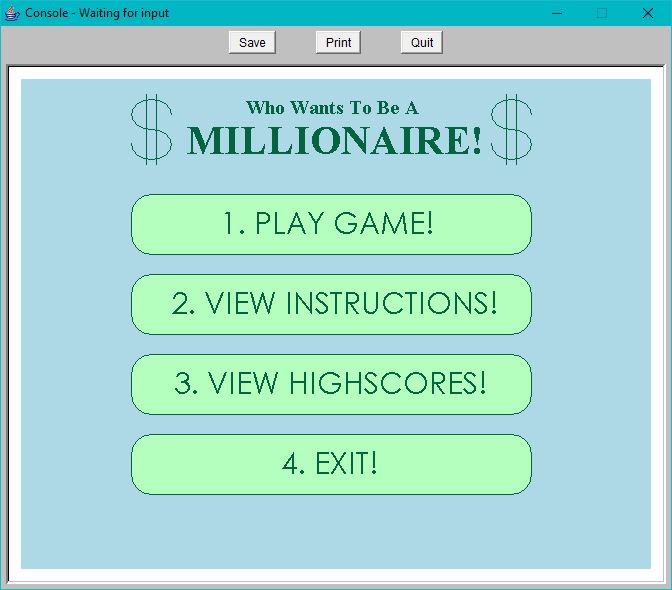 Console - Waiting for input
Save Print Quit
Who Wants To Be A
$ MILLIONAIRE! $
1. PLAY GAME!
2. VIEW INSTRUCTIONS!
3. VIEW HIGHSCORES!
4. EXIT!